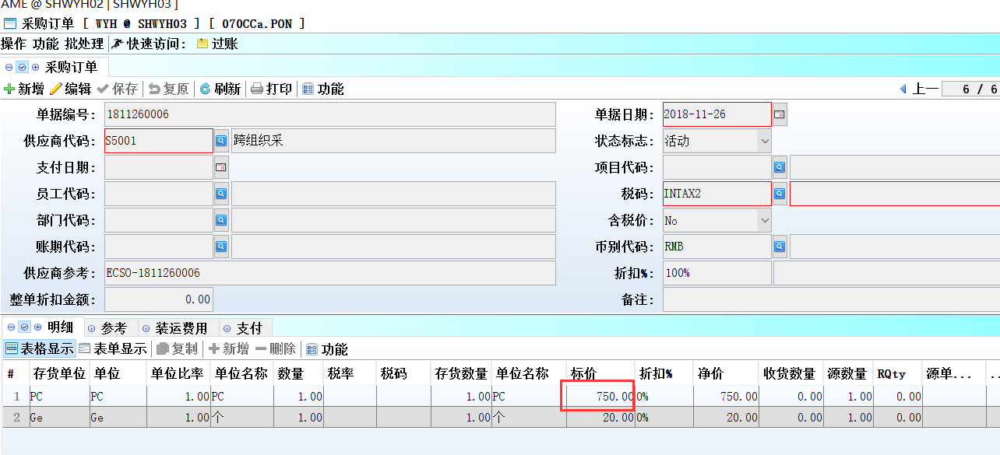 AME @ SHWYH02 | SHWYH03 ]
采购订单 [ WYH @ SHWYH03 ] [ 070CCa.PON ]
操作 功能 批处理 快速访问: 过账
采购订单
新增 编辑 保存 复原 刷新 打印 功能 上一 6 / 6
单据编号: 1811260006 单据日期: 2018-11-26
供应商代码: S5001 跨组织采 状态标志: 活动
支付日期: 项目代码:
员工代码: 税码: INTAX2
部门代码: 含税价: No
账期代码: 币别代码: RMB
供应商参考: ECSO-1811260006 折扣%: 100%
整单折扣金额: 0.00 备注:
明细 参考 装运费用 支付
表格显示 表单显示 复制 新增 删除 功能
# 存货单位 单位 单位比率 单位名称 数量 税率 税码 存货数量 单位名称 标价 折扣% 净价 收货数量 源数量 RQty 源单... ..
1 PC PC 1.00 PC 1.00 1.00 PC 750.00 0% 750.00 0.00 1.00 0.00
2 Ge Ge 1.00 个 1.00 1.00 个 20.00 0% 20.00 0.00 1.00 0.00